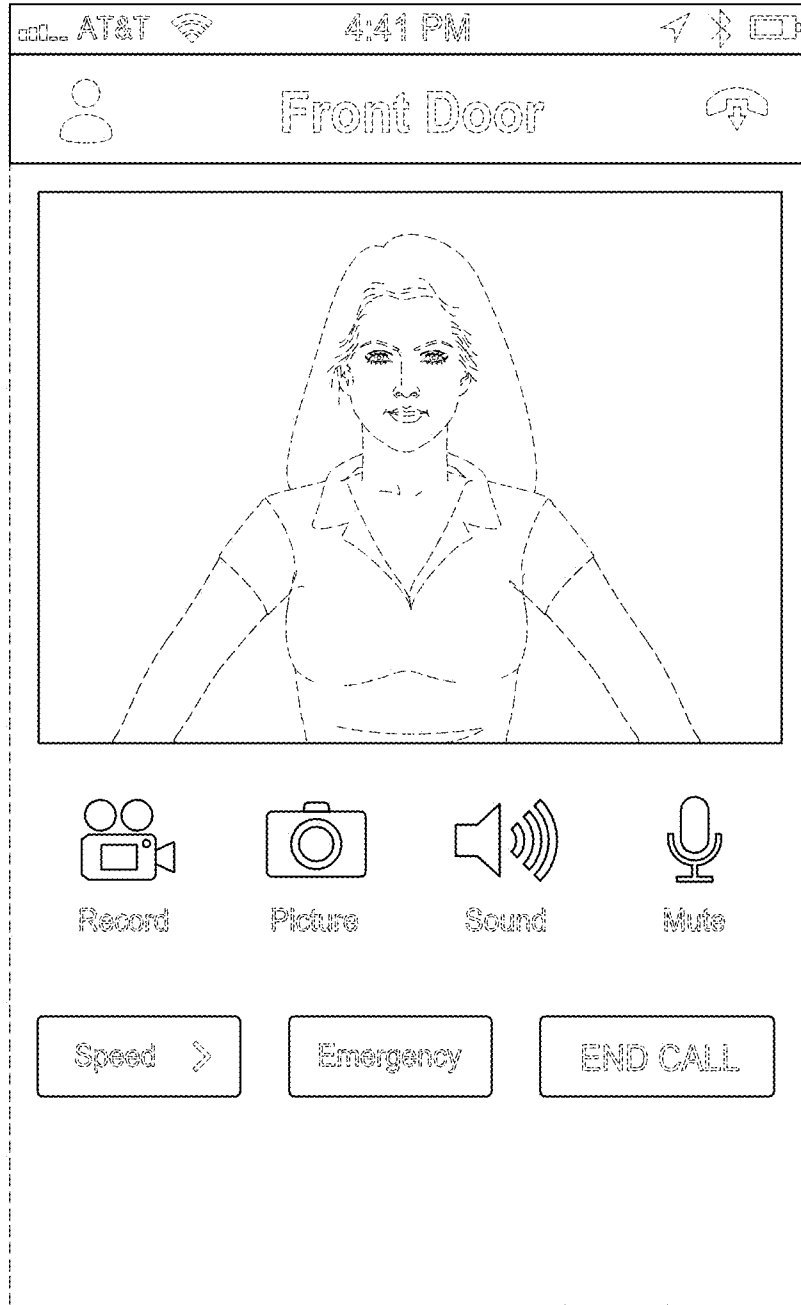 AT&T 4:41 PM
Front Door
Record Picture Sound Mute
Speed > Emergency END CALL